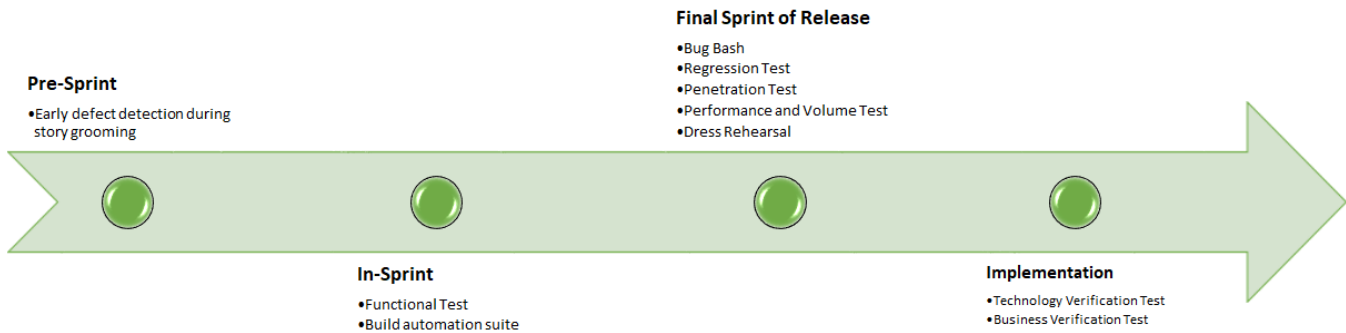 Pre-Sprint
•Early defect detection during
story grooming
In-Sprint
•Functional Test
•Build automation suite
Final Sprint of Release
•Bug Bash
•Regression Test
•Penetration Test
•Performance and Volume Test
•Dress Rehearsal
Implementation
•Technology Verification Test
•Business Verification Test